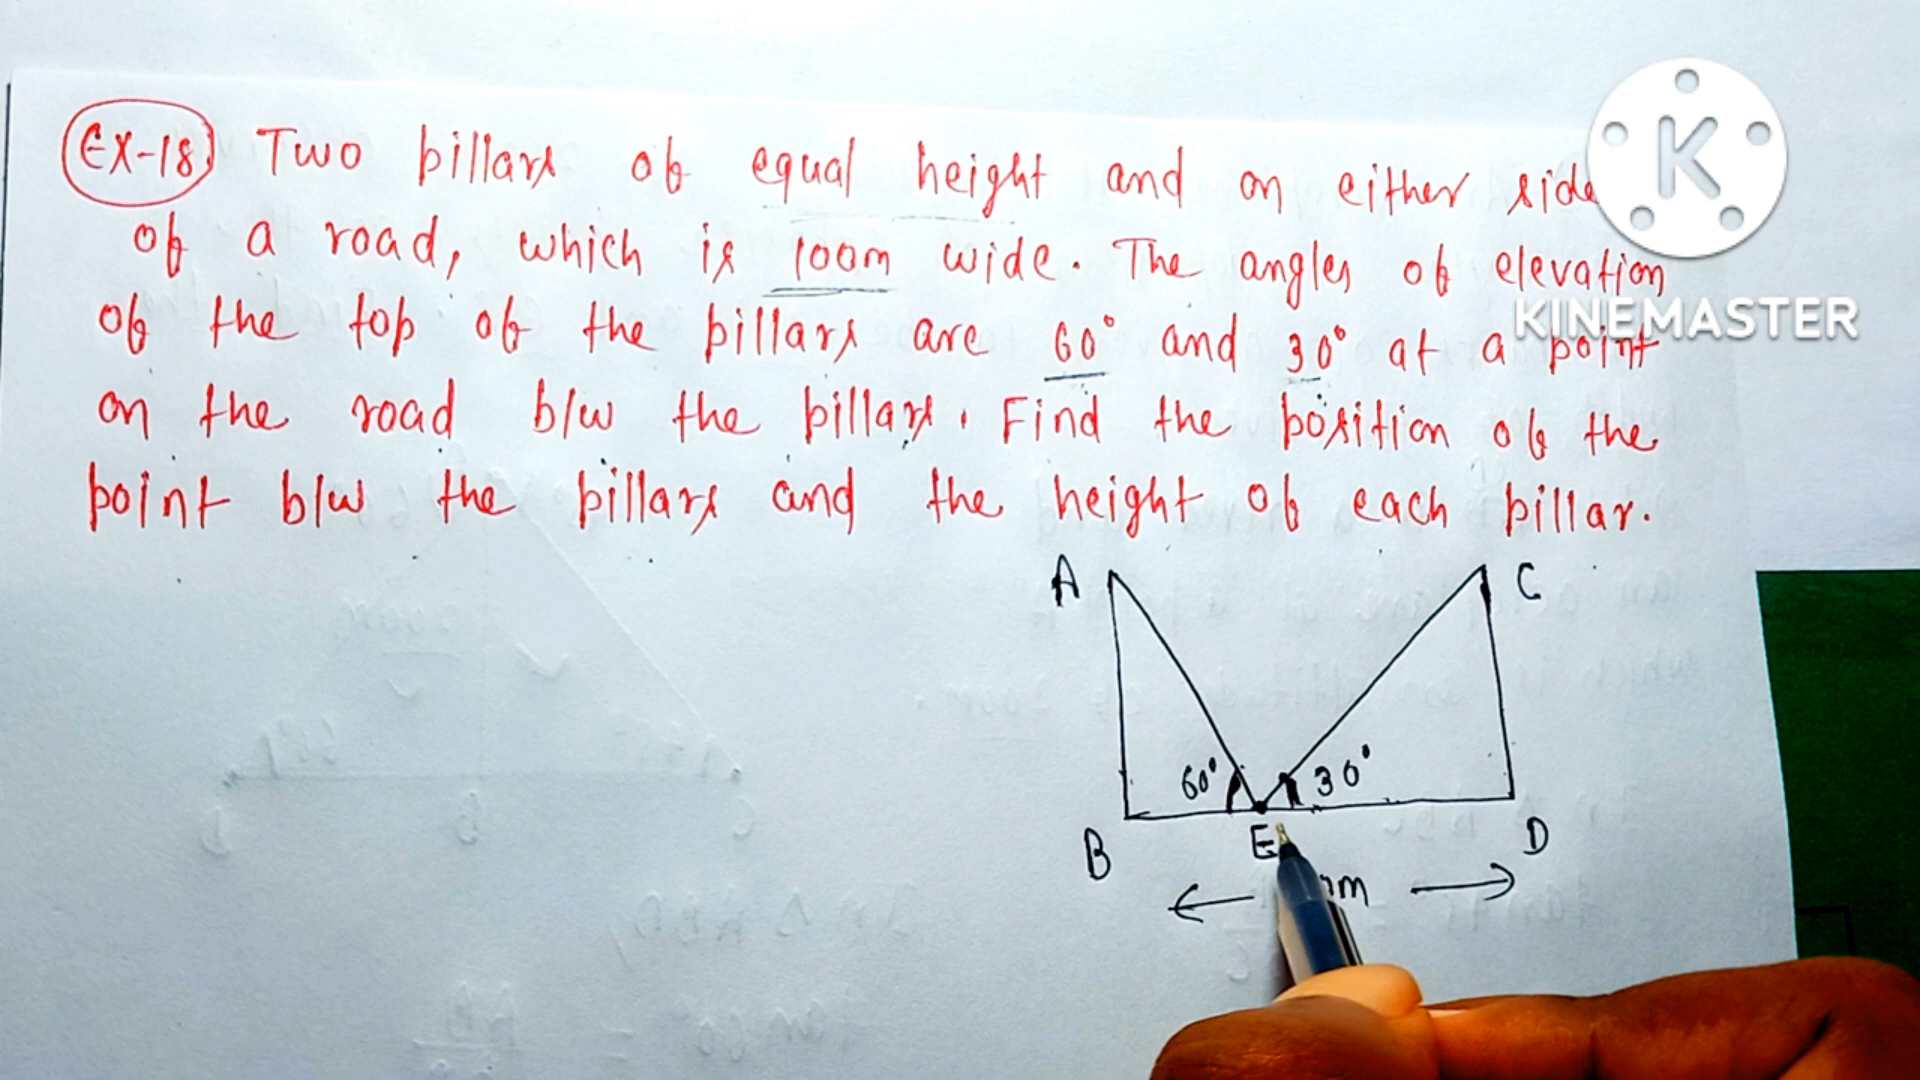 Ex-18 Two pillars of equal height and on either side
of a road, which is 100m wide. The angles of elevation
of the top of the pillars are 60° and 30° at a point
on the road b/w the pillars. Find the position of the
point b/w the pillars and the height of each pillar.
K
KINEMASTER
A C
60° 30°
B E D
m